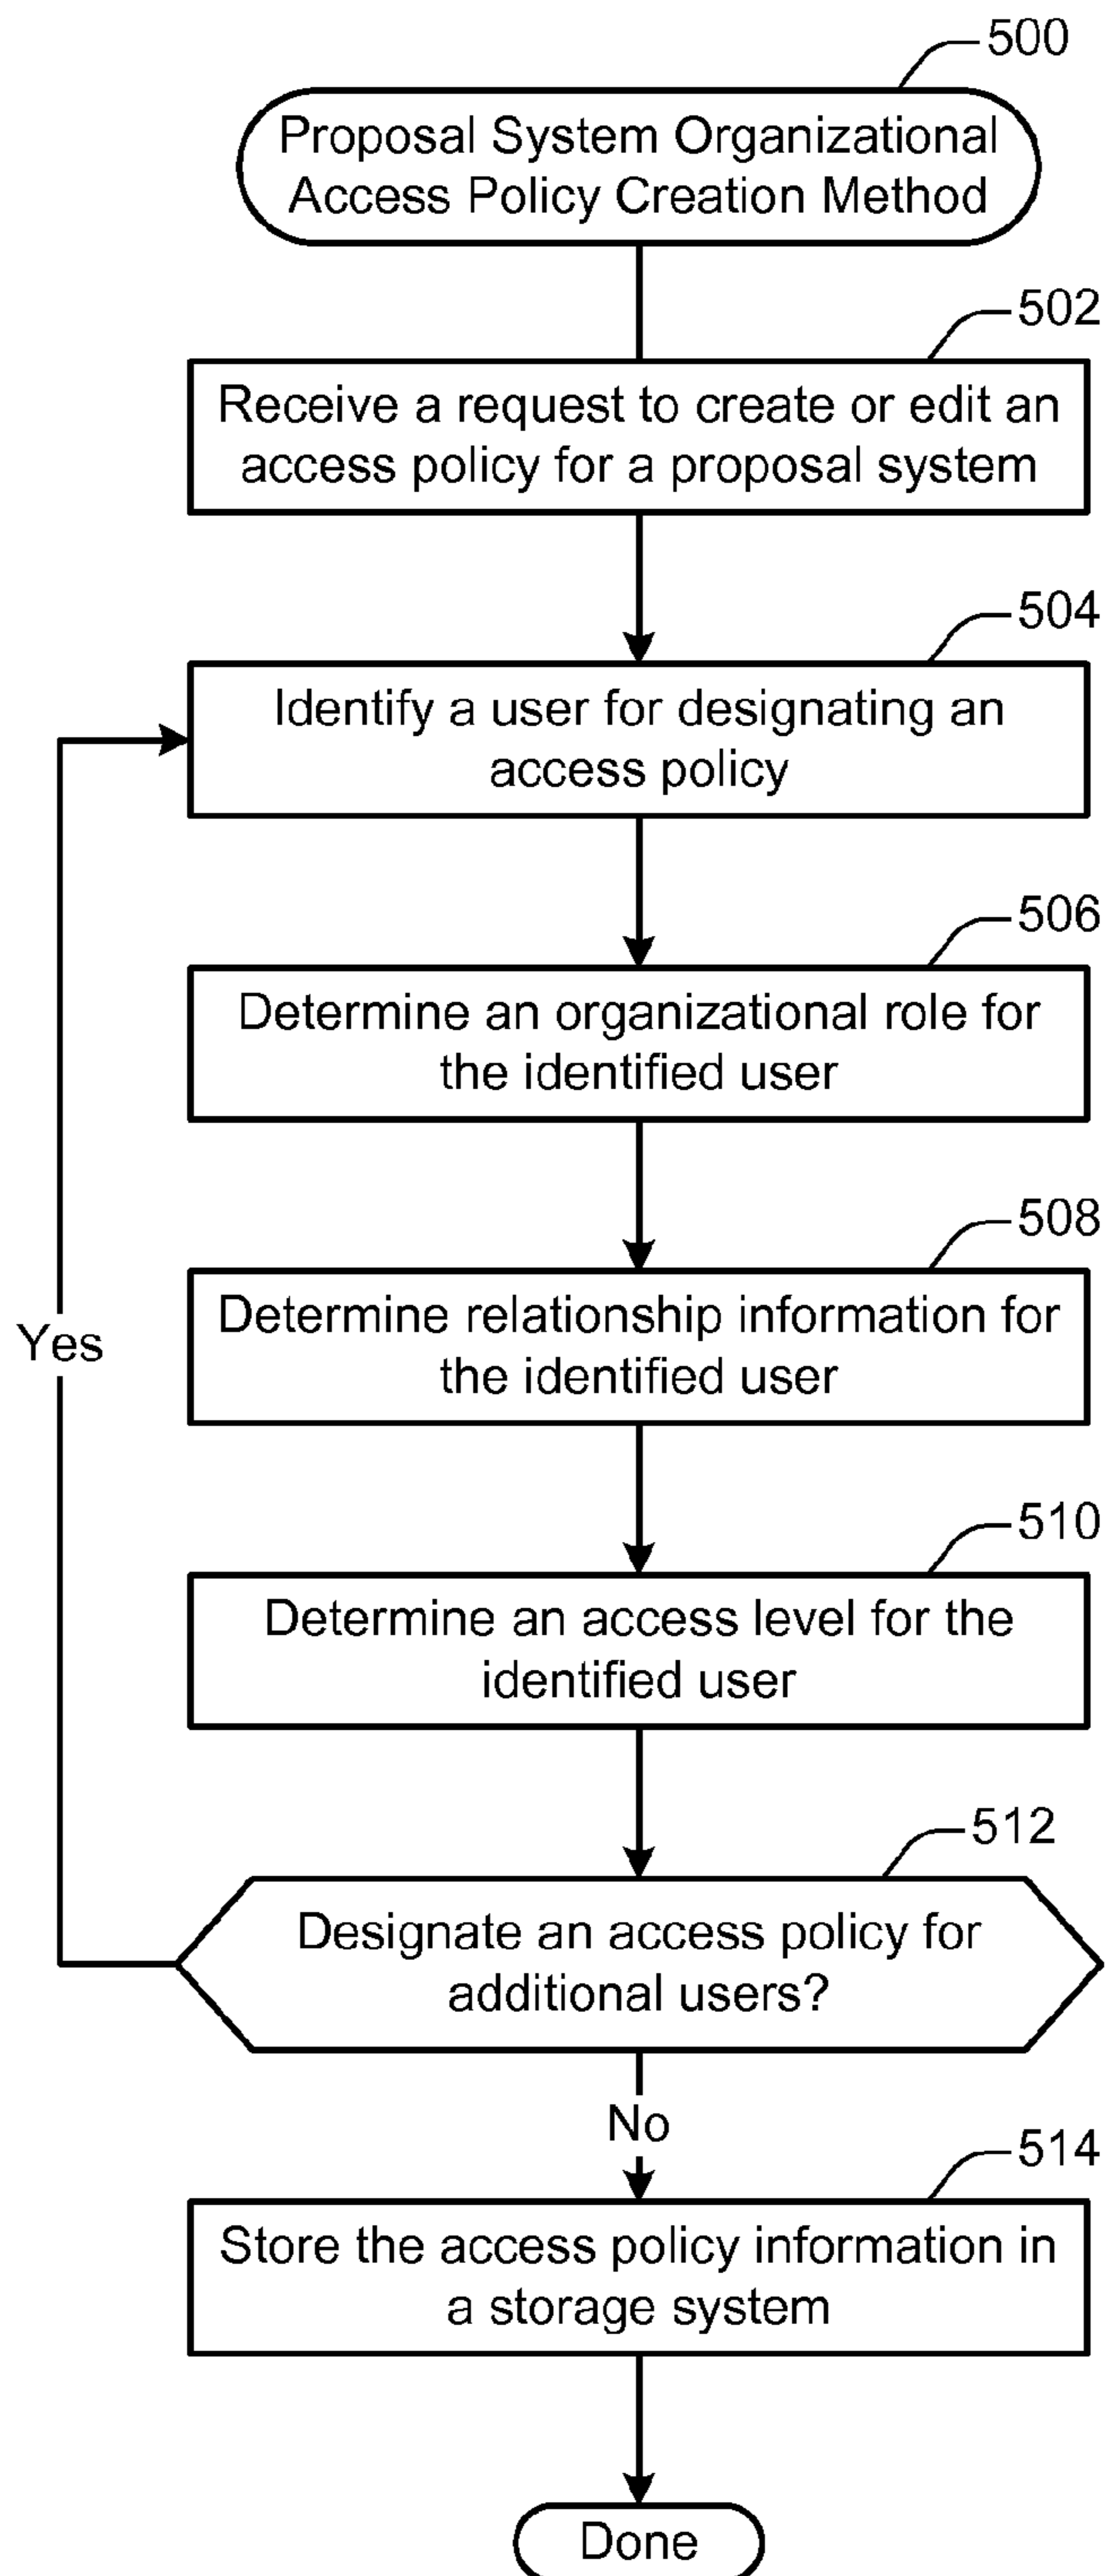 500
Proposal System Organizational
Access Policy Creation Method
502
Receive a request to create or edit an
access policy for a proposal system
504
Identify a user for designating an
access policy
506
Determine an organizational role for
the identified user
508
Determine relationship information for
the identified user
Yes
510
Determine an access level for the
identified user
512
Designate an access policy for
additional users?
No
514
Store the access policy information in
a storage system
Done